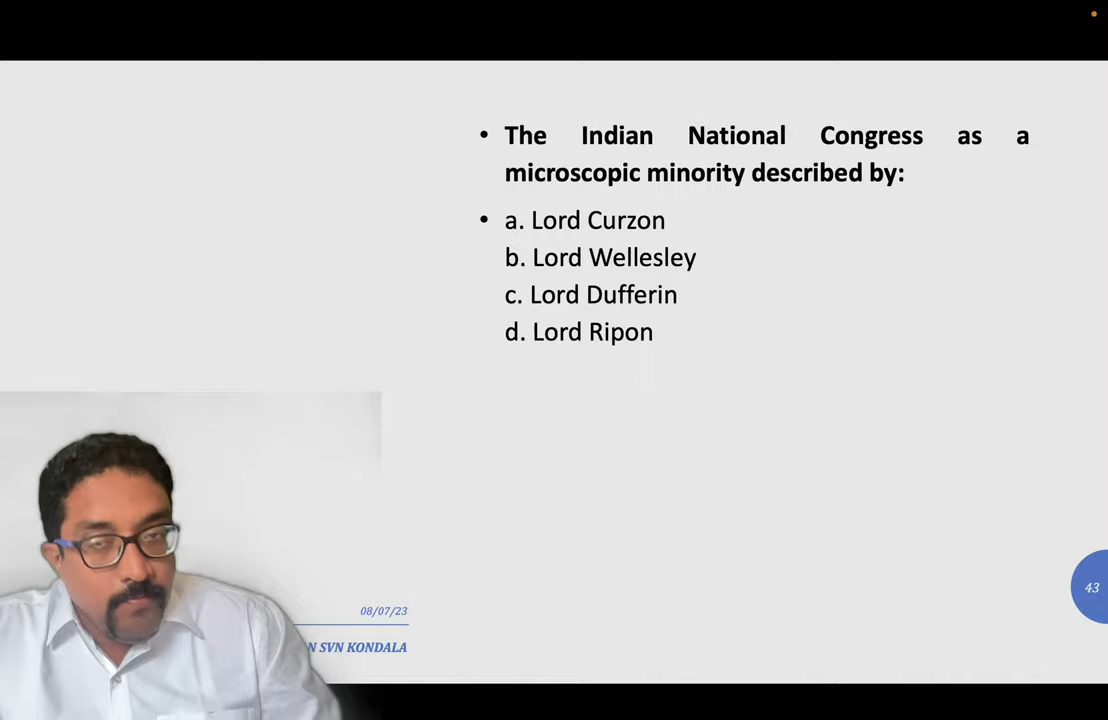 • The Indian National Congress as a
microscopic minority described by:
• a. Lord Curzon
b. Lord Wellesley
c. Lord Dufferin
d. Lord Ripon
43
08/07/23
N SVN KONDALA